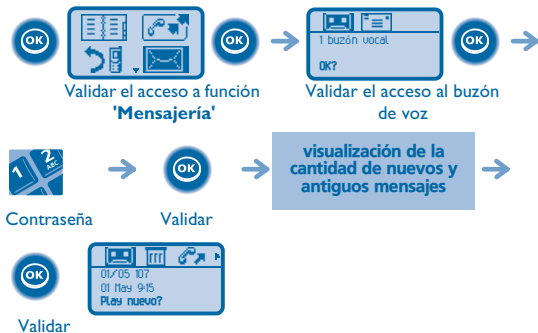 OK
OK
1 buzón vocal
OK?
OK
Validar el acceso a función
'Mensajería'
Validar el acceso al buzón
de voz
1 2 ABC
OK
visualización de la
cantidad de nuevos y
antiguos mensajes
Contraseña
Validar
OK
01/05 107
01 May 9:15
Play nuevo?
Validar